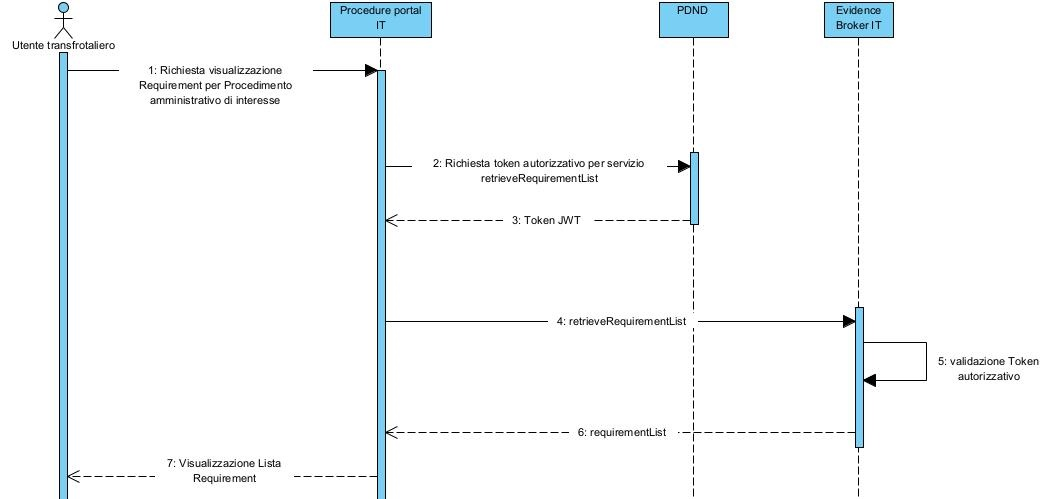 Utente transfrotaliero
Procedure portal
IT
PDND
Evidence
Broker IT
1: Richiesta visualizzazione
Requirement per Procedimento
amministrativo di interesse
2: Richiesta token autorizzativo per servizio
retrieveRequirementList
3: Token JWT
4: retrieveRequirementList
5: validazione Token
autorizzativo
6: requirementList
7: Visualizzazione Lista
Requirement